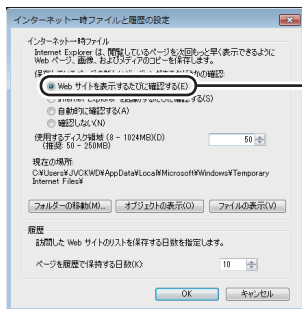 インターネット一時ファイルと履歴の設定
インターネット一時ファイル
Internet Explorer は、閲覧しているページを次回もっと早く表示できるように
Web ページ、画像、およびメディアのコピーを保存します。
の確認:
Web サイトを表示するたびに確認する(E)
(S)
自動的に確認する(A)
確認しない(N)
使用するディスク領域 (8 - 1024MB)(D)
50
(推奨: 50 - 250MB)
現在の場所:
C:¥Users¥JVCKWD¥AppData¥Local¥Microsoft¥Windows¥Temporary
Internet Files¥
フォルダーの移動(M)... オブジェクトの表示(O) ファイルの表示(V)
履歴
訪問した Web サイトのリストを保存する日数を指定します。
ページを履歴で保持する日数(K):
10
OK キャンセル